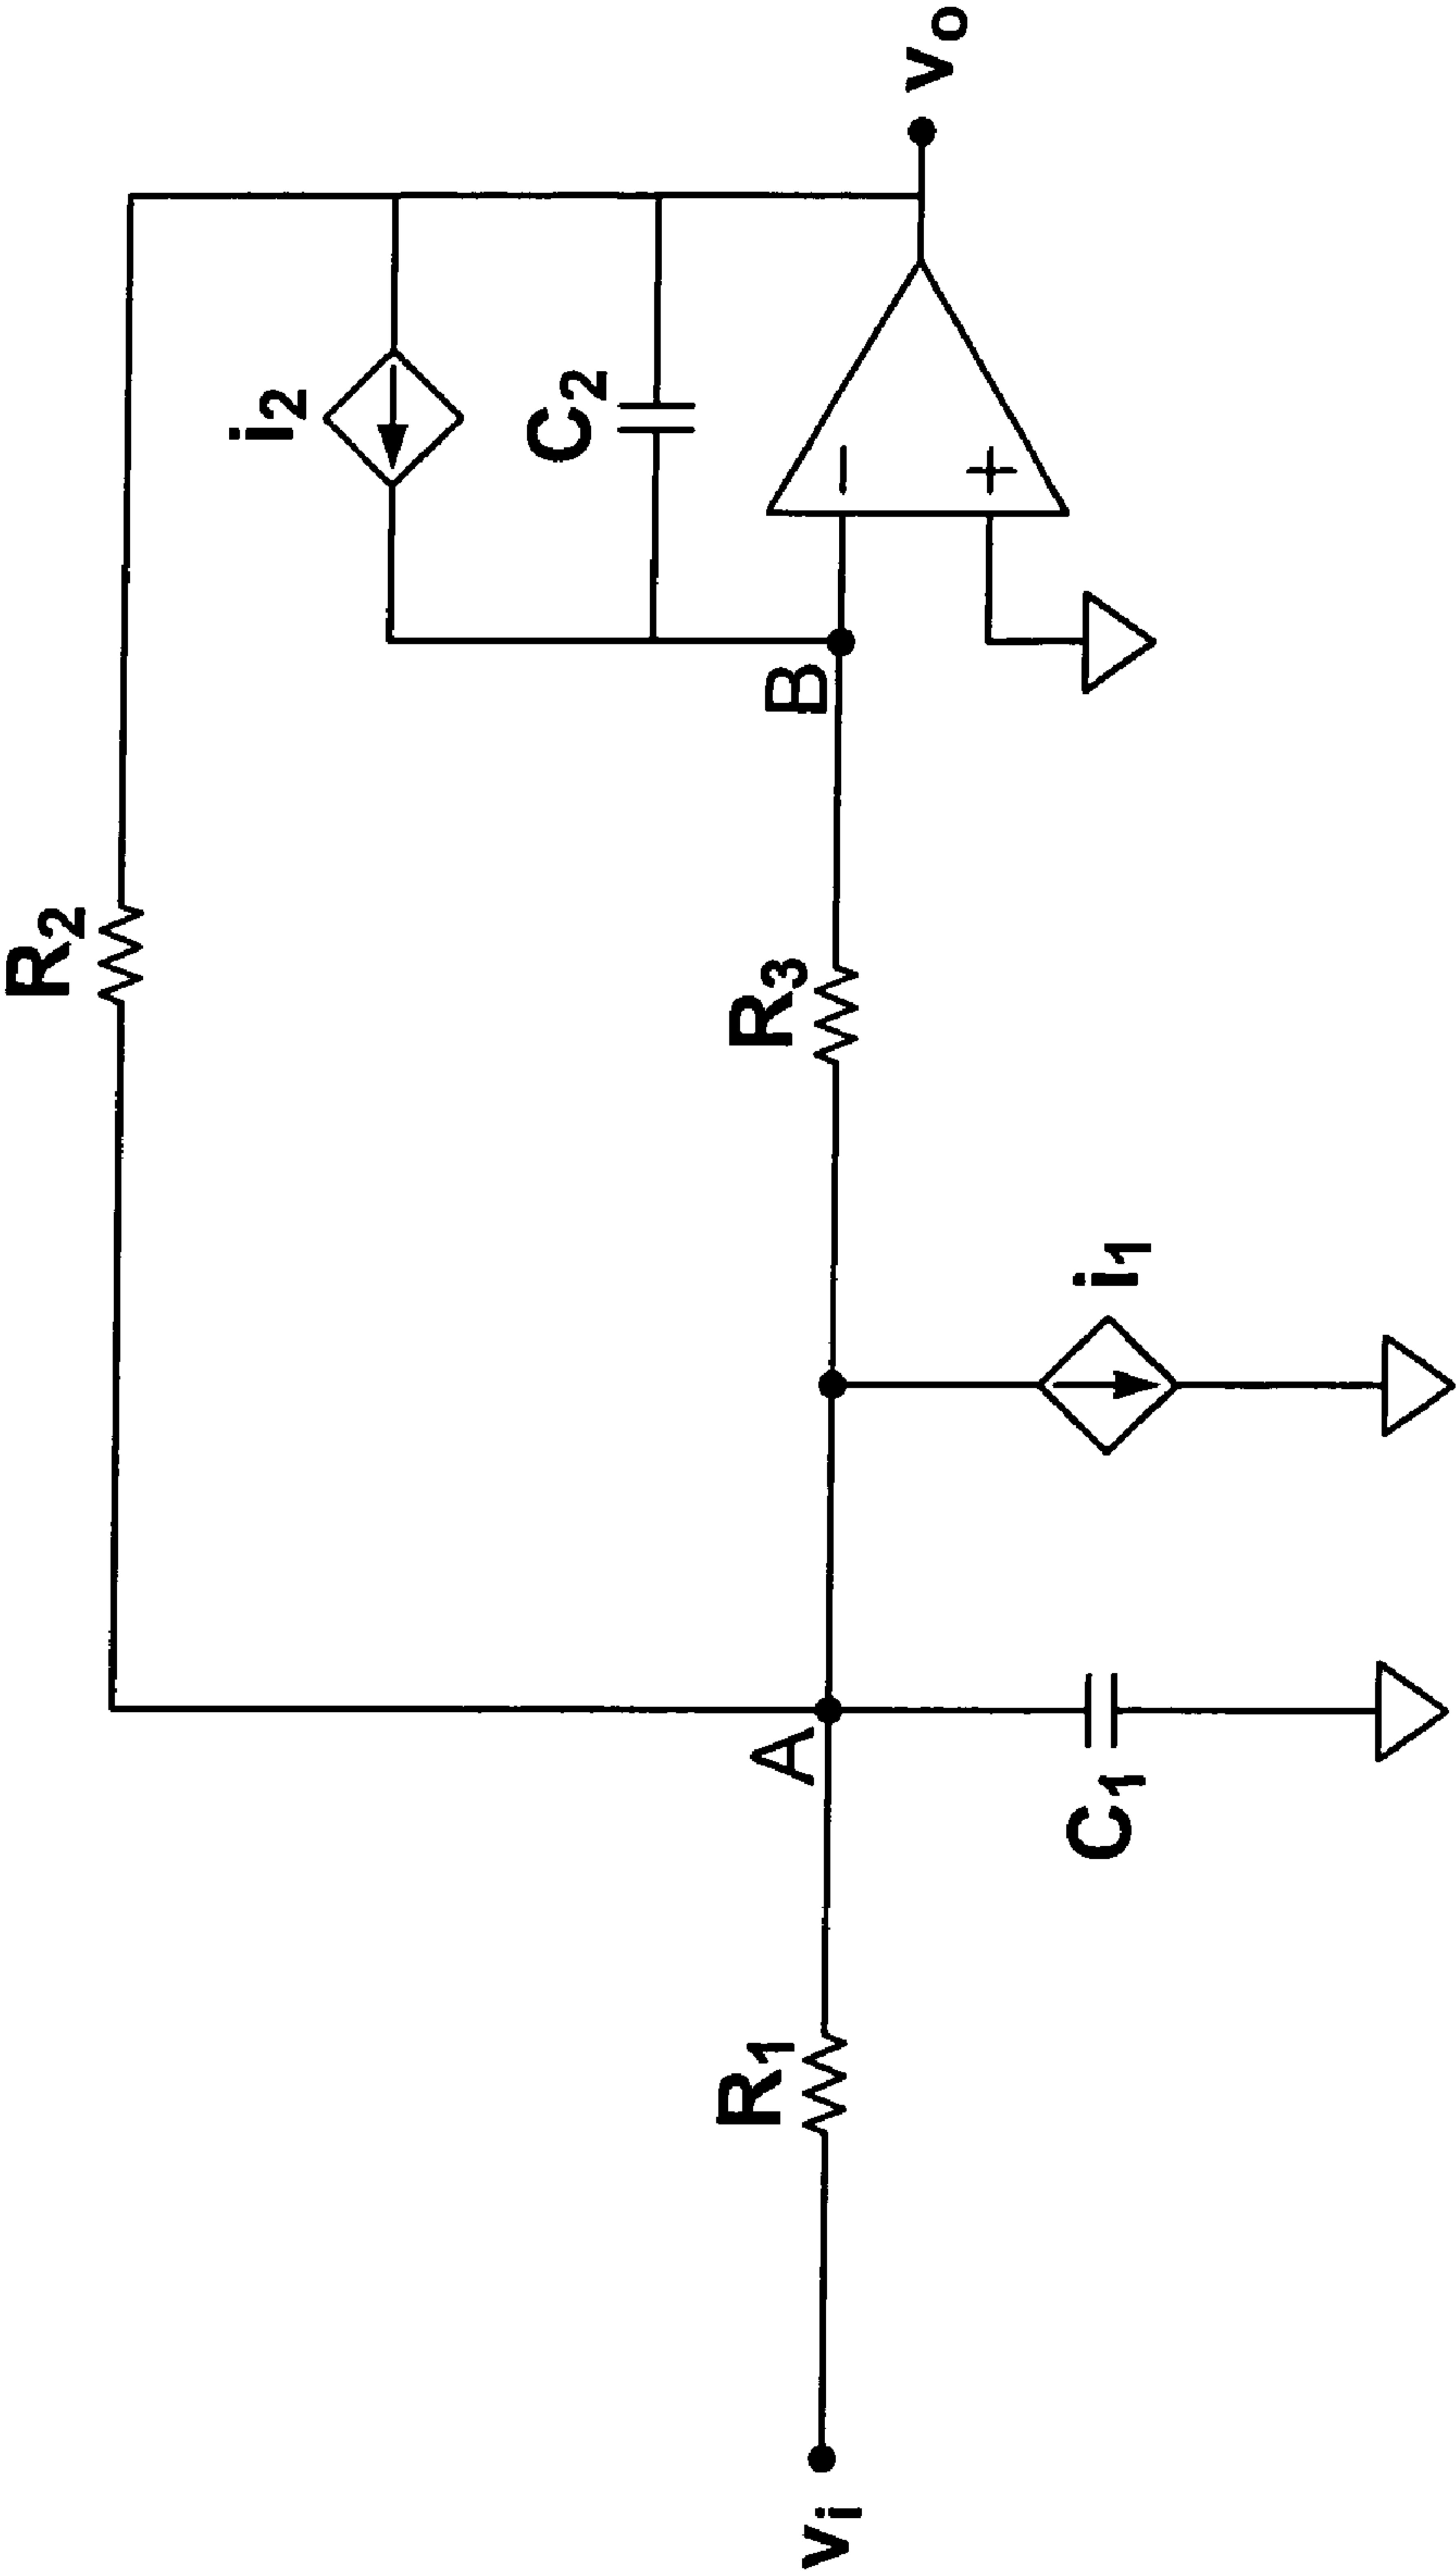 R₂
i₂
C₂
vᵢ
R₁
A
R₃
B
−
+
vₒ
C₁
i₁